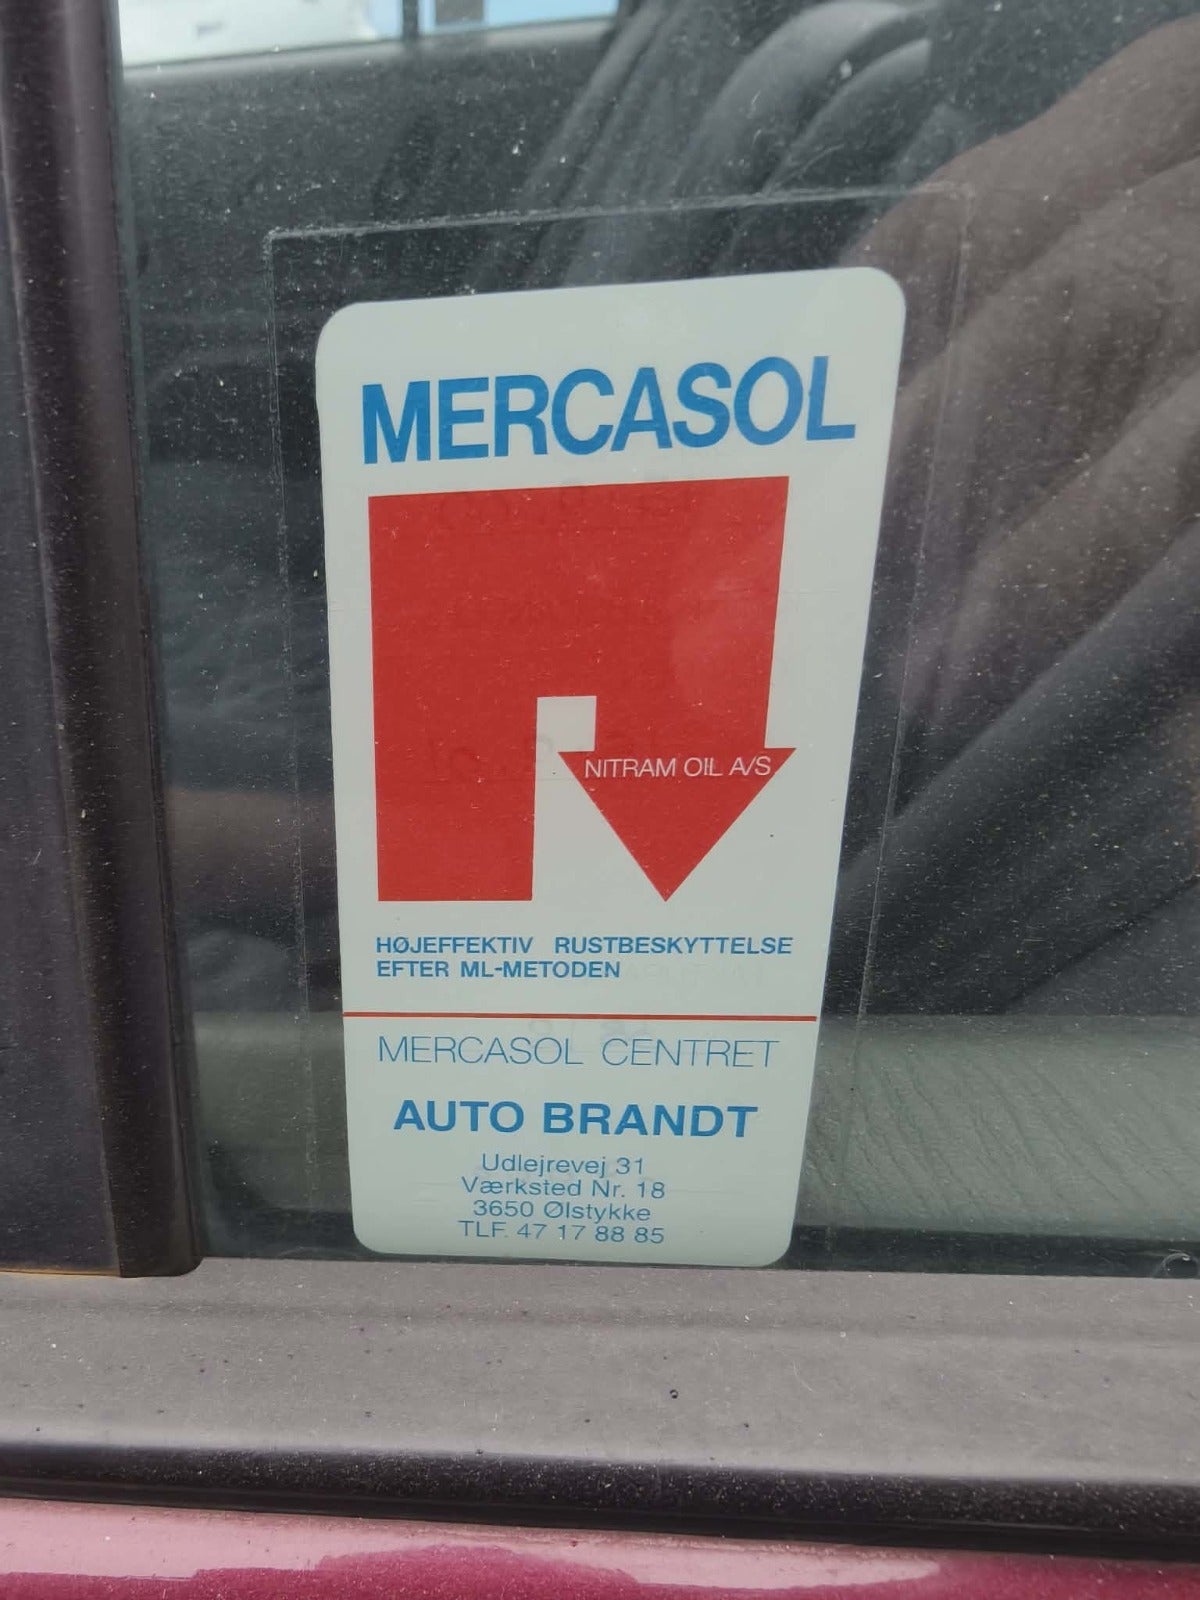 MERCASOL
NITRAM OIL A/S
HØJEFFEKTIV RUSTBESKYTTELSE
EFTER ML-METODEN
MERCASOL CENTRET
AUTO BRANDT
Udlejrevej 31
Værksted Nr. 18
3650 Ølstykke
TLF. 47 17 88 85